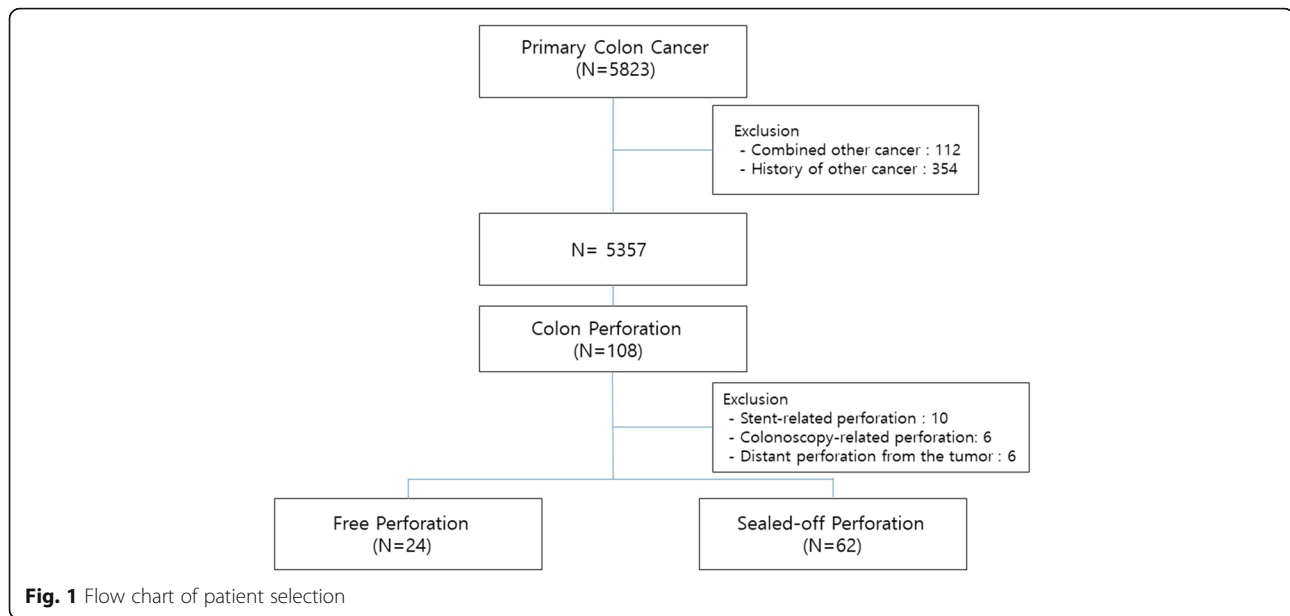 Primary Colon Cancer
(N=5823)
Exclusion
- Combined other cancer : 112
- History of other cancer : 354
N= 5357
Colon Perforation
(N=108)
Exclusion
- Stent-related perforation : 10
- Colonoscopy-related perforation: 6
- Distant perforation from the tumor : 6
Free Perforation
(N=24)
Sealed-off Perforation
(N=62)
Fig. 1 Flow chart of patient selection